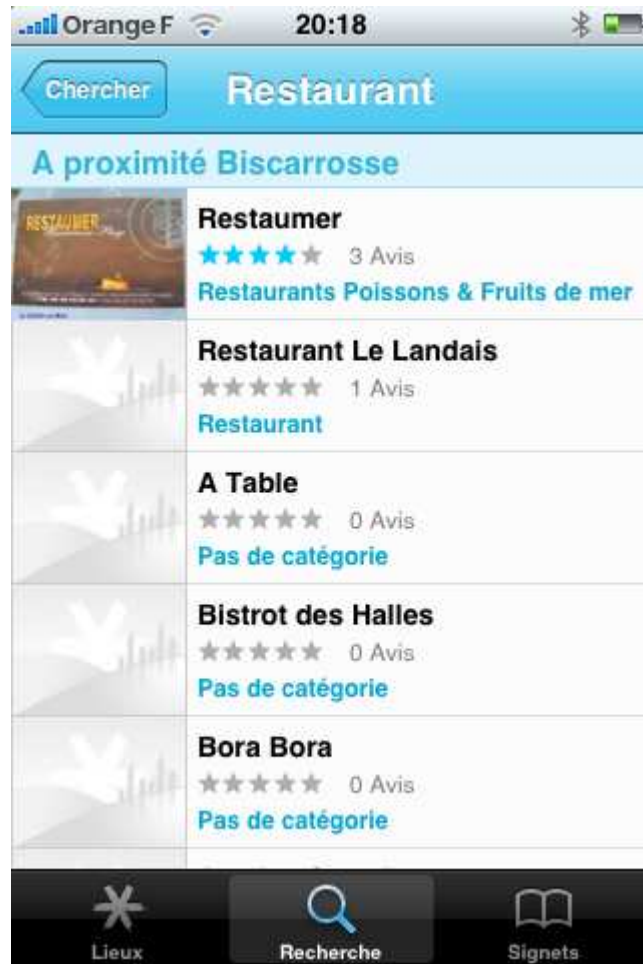 Orange F 20:18
Chercher Restaurant
A proximité Biscarrosse
RESTAUMER
Restaumer
3 Avis
Restaurants Poissons & Fruits de mer
Restaurant Le Landais
1 Avis
Restaurant
A Table
0 Avis
Pas de catégorie
Bistrot des Halles
0 Avis
Pas de catégorie
Bora Bora
0 Avis
Pas de catégorie
Lieux Recherche Signets